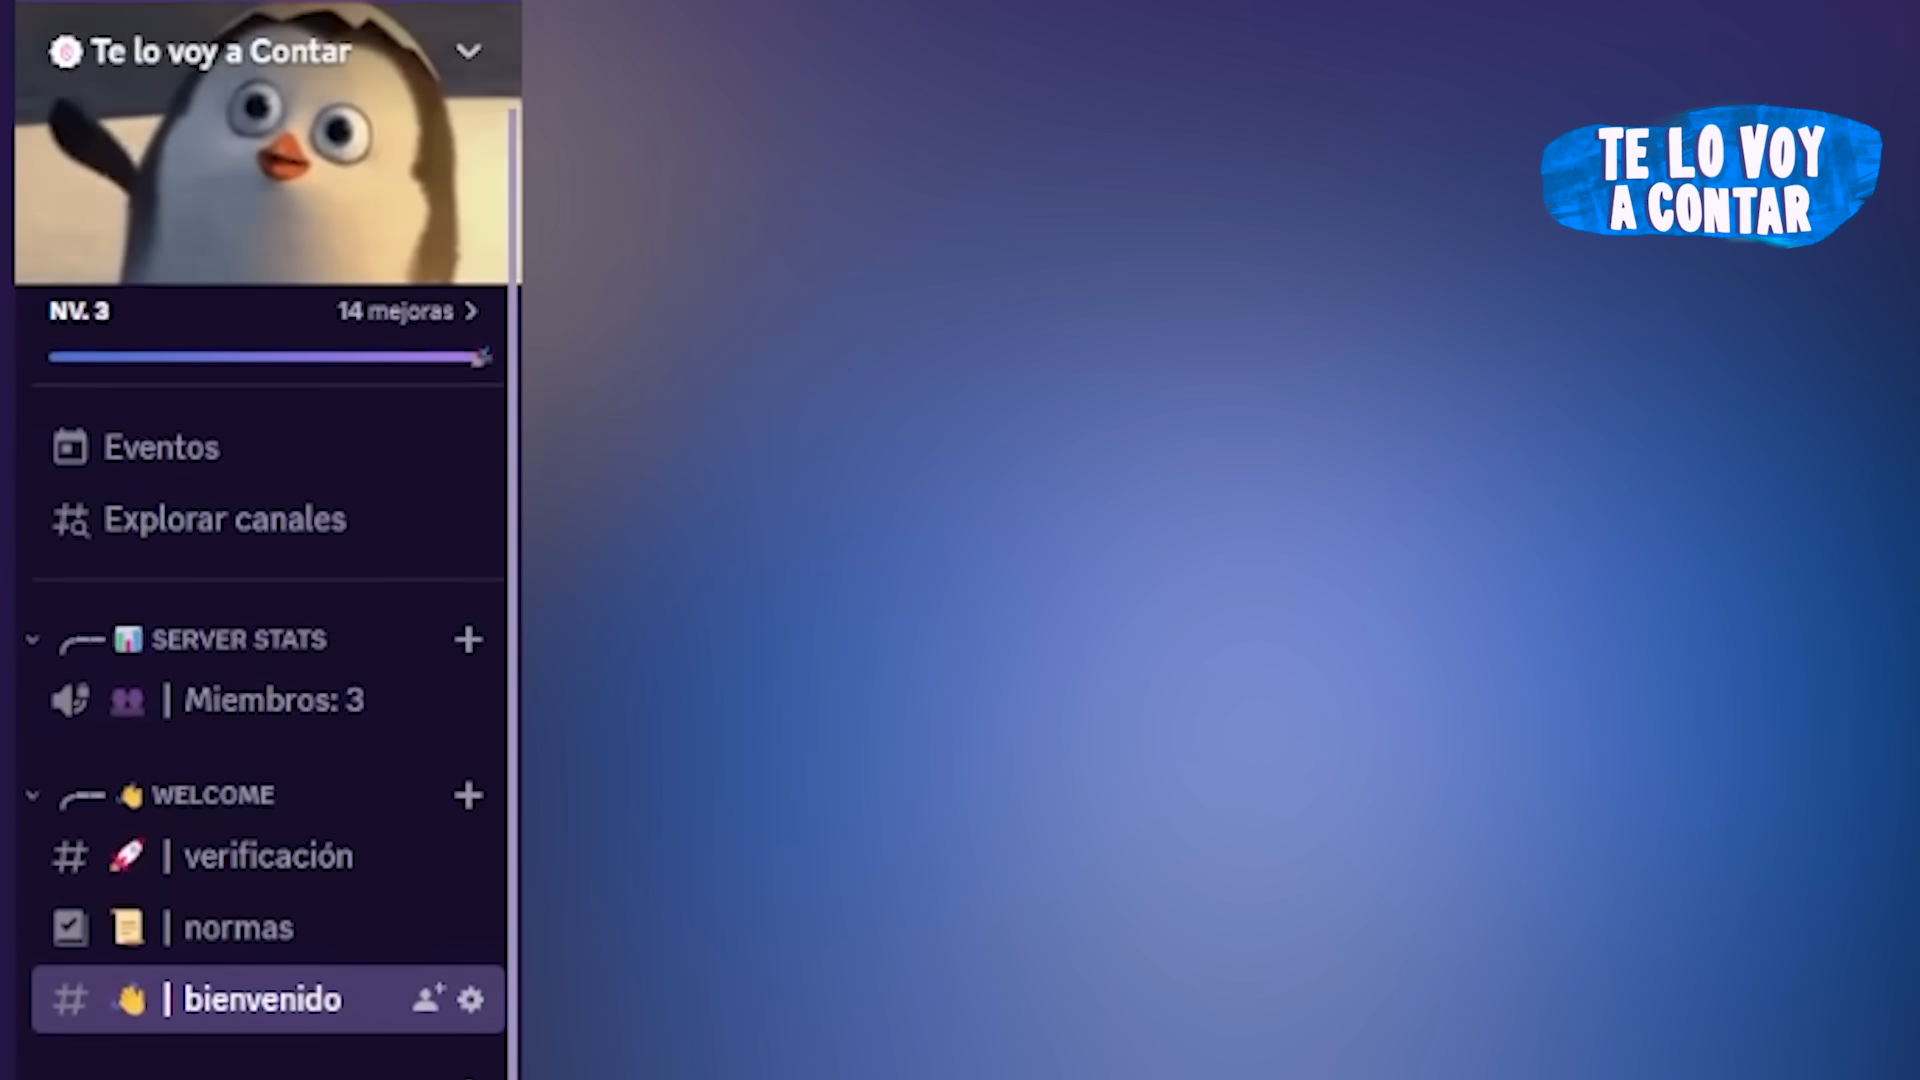 Te lo voy a Contar
TE LO VOY
A CONTAR
NV. 3
14 mejoras
Eventos
Explorar canales
SERVER STATS
| Miembros: 3
WELCOME
| verificación
| normas
| bienvenido